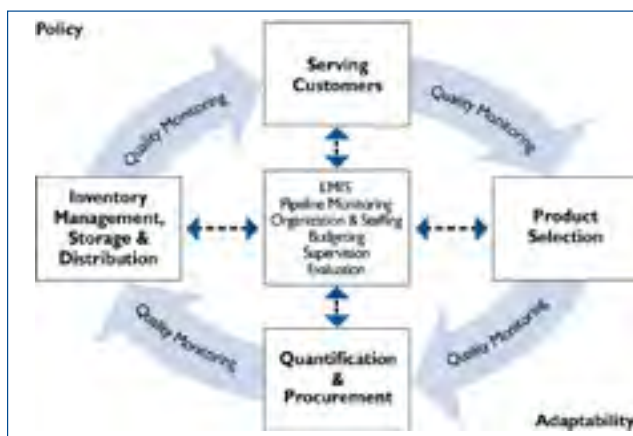 Policy
Serving
Customers
Quality Monitoring
Quality Monitoring
Inventory
Management,
Storage &
Distribution
LMIS
Pipeline Monitoring
Organization & Staffing
Budgeting
Supervision
Evaluation
Product
Selection
Quality Monitoring
Quality Monitoring
Quantification
&
Procurement
Adaptability